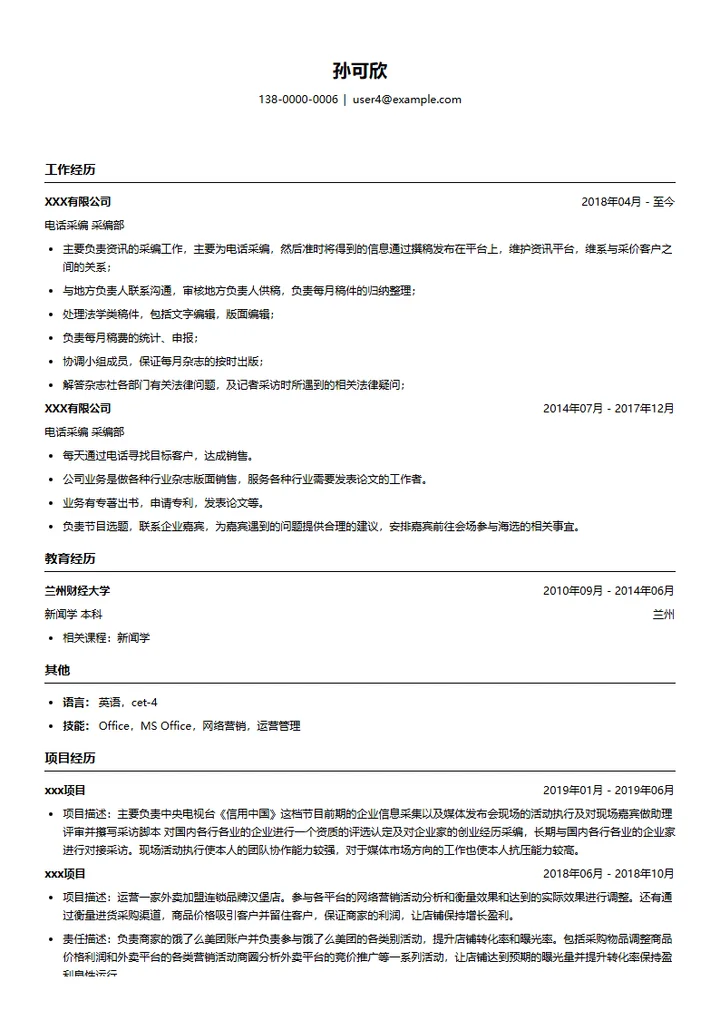 孙可欣
138-0000-0006 | user4@example.com
工作经历
XXX有限公司 2018年04月 - 至今
电话采编 采编部
• 主要负责资讯的采编工作，主要为电话采编，然后准时将得到的信息通过撰稿发布在平台上，维护资讯平台，维系与采价客户之
间的关系；
• 与地方负责人联系沟通，审核地方负责人供稿，负责每月稿件的归纳整理；
• 处理法学类稿件，包括文字编辑，版面编辑；
• 负责每月稿费的统计、申报；
• 协调小组成员，保证每月杂志的按时出版；
• 解答杂志社各部门有关法律问题，及记者采访时所遇到的相关法律疑问；
XXX有限公司 2014年07月 - 2017年12月
电话采编 采编部
• 每天通过电话寻找目标客户，达成销售。
• 公司业务是做各种行业杂志版面销售，服务各种行业需要发表论文的工作者。
• 业务有专著出书，申请专利，发表论文等。
• 负责节目选题，联系企业嘉宾，为嘉宾遇到的问题提供合理的建议，安排嘉宾前往会场参与海选的相关事宜。
教育经历
兰州财经大学 2010年09月 - 2014年06月
新闻学 本科 兰州
• 相关课程：新闻学
其他
• 语言： 英语，cet-4
• 技能： Office，MS Office，网络营销，运营管理
项目经历
xxx项目 2019年01月 - 2019年06月
• 项目描述：主要负责中央电视台《信用中国》这档节目前期的企业信息采集以及媒体发布会现场的活动执行及对现场嘉宾做助理
评审并撰写采访脚本 对国内各行各业的企业进行一个资质的评选认定及对企业家的创业经历采编，长期与国内各行各业的企业家
进行对接采访。现场活动执行使本人的团队协作能力较强，对于媒体市场方向的工作也使本人抗压能力较高。
xxx项目 2018年06月 - 2018年10月
• 项目描述：运营一家外卖加盟连锁品牌汉堡店。参与各平台的网络营销活动分析和衡量效果和达到的实际效果进行调整。还有通
过衡量进货采购渠道，商品价格吸引客户并留住客户，保证商家的利润，让店铺保持增长盈利。
• 责任描述：负责商家的饿了么美团账户并负责参与饿了么美团的各类别活动，提升店铺转化率和曝光率。包括采购物品调整商品
价格利润和外卖平台的各类营销活动商圆分析外卖平台的竞价推广等一系列活动，让店铺达到预期的曝光量并提升转化率保持盈
利良性运行